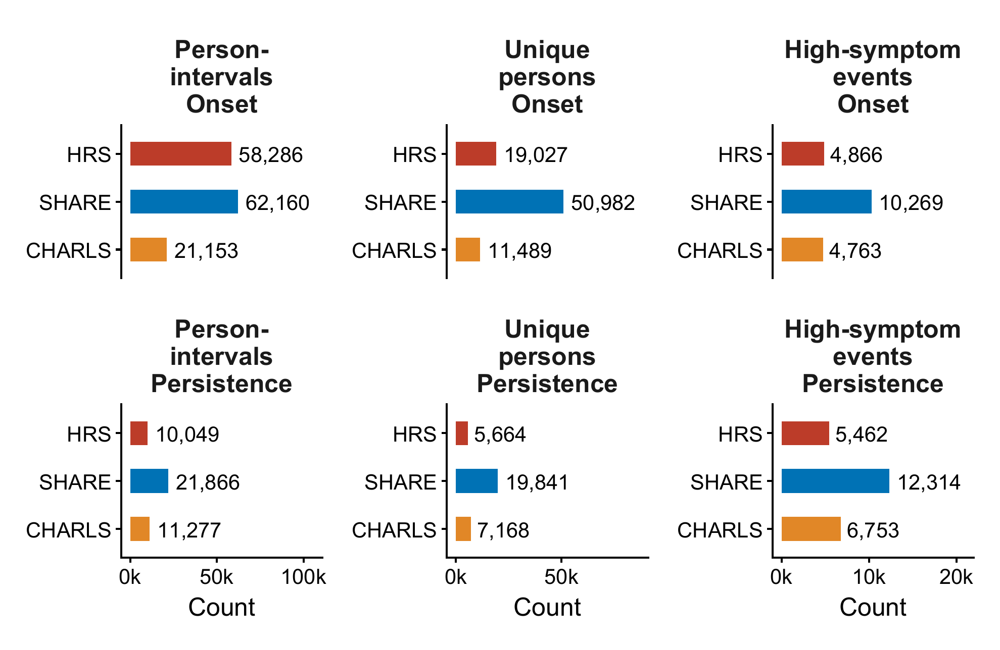 Person-
intervals
Onset
HRS 58,286
SHARE 62,160
CHARLS 21,153
Unique
persons
Onset
HRS 19,027
SHARE 50,982
CHARLS 11,489
High-symptom
events
Onset
HRS 4,866
SHARE 10,269
CHARLS 4,763
Person-
intervals
Persistence
HRS 10,049
SHARE 21,866
CHARLS 11,277
0k 50k 100k
Count
Unique
persons
Persistence
HRS 5,664
SHARE 19,841
CHARLS 7,168
0k 50k
Count
High-symptom
events
Persistence
HRS 5,462
SHARE 12,314
CHARLS 6,753
0k 10k 20k
Count